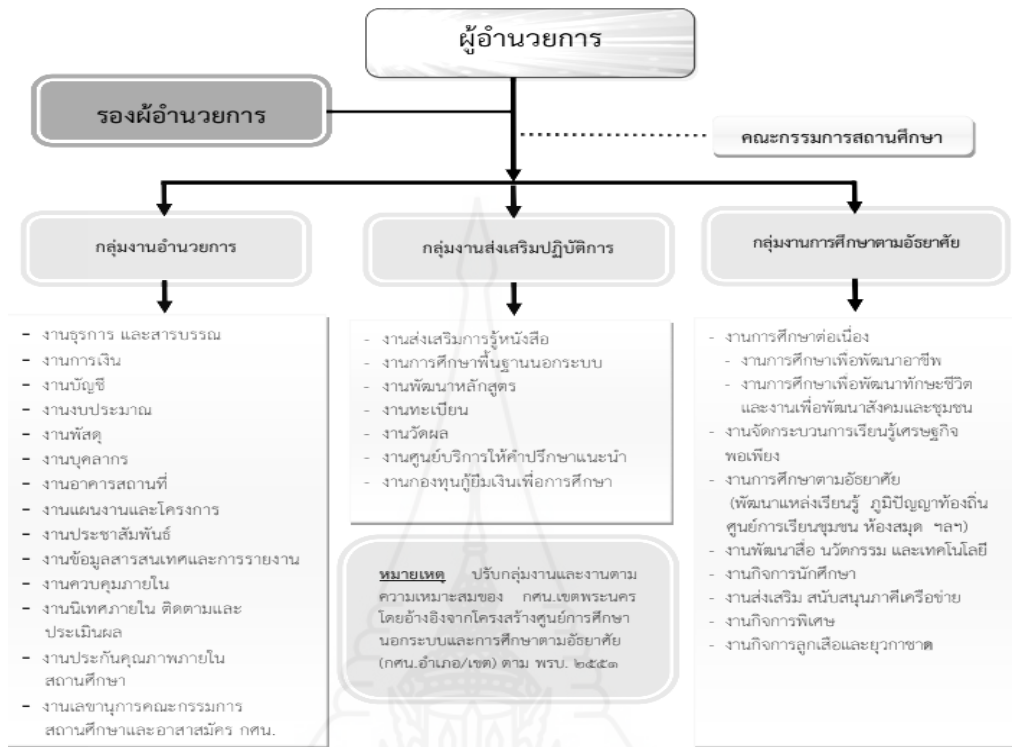 ผู้อำนวยการ
รองผู้อำนวยการ
คณะกรรมการสถานศึกษา
กลุ่มงานอำนวยการ
- งานธุรการ และสารบรรณ
- งานการเงิน
- งานบัญชี
- งานงบประมาณ
- งานพัสดุ
- งานบุคลากร
- งานอาคารสถานที่
- งานแผนงานและโครงการ
- งานประชาสัมพันธ์
- งานข้อมูลสารสนเทศและการรายงาน
- งานควบคุมภายใน
- งานนิเทศภายใน ติดตามและ
ประเมินผล
- งานประกันคุณภาพภายใน
สถานศึกษา
- งานเลขานุการคณะกรรมการ
สถานศึกษาและอาสาสมัคร กศน.
กลุ่มงานส่งเสริมปฏิบัติการ
- งานส่งเสริมการรู้หนังสือ
- งานการศึกษาพื้นฐานนอกระบบ
- งานพัฒนาหลักสูตร
- งานทะเบียน
- งานวัดผล
- งานศูนย์บริการให้คำปรึกษาแนะนำ
- งานกองทุนกู้ยืมเงินเพื่อการศึกษา
หมายเหตุ ปรับกลุ่มงานและงานตาม
ความเหมาะสมของ กศน.เขตพระนคร
โดยอ้างอิงจากโครงสร้างศูนย์การศึกษา
นอกระบบและการศึกษาตามอัธยาศัย
(กศน.อำเภอ/เขต) ตาม พรบ. ๒๕๕๑
กลุ่มงานการศึกษาตามอัธยาศัย
- งานการศึกษาต่อเนื่อง
- งานการศึกษาเพื่อพัฒนาอาชีพ
- งานการศึกษาเพื่อพัฒนาทักษะชีวิต
และงานเพื่อพัฒนาสังคมและชุมชน
- งานจัดกระบวนการเรียนรู้เศรษฐกิจ
พอเพียง
- งานการศึกษาตามอัธยาศัย
(พัฒนาแหล่งเรียนรู้ ภูมิปัญญาท้องถิ่น
ศูนย์การเรียนชุมชน ห้องสมุด ฯลฯ)
- งานพัฒนาสื่อ นวัตกรรม และเทคโนโลยี
- งานกิจการนักศึกษา
- งานส่งเสริม สนับสนุนภาคีเครือข่าย
- งานกิจการพิเศษ
- งานกิจการลูกเสือและยุวกาชาด